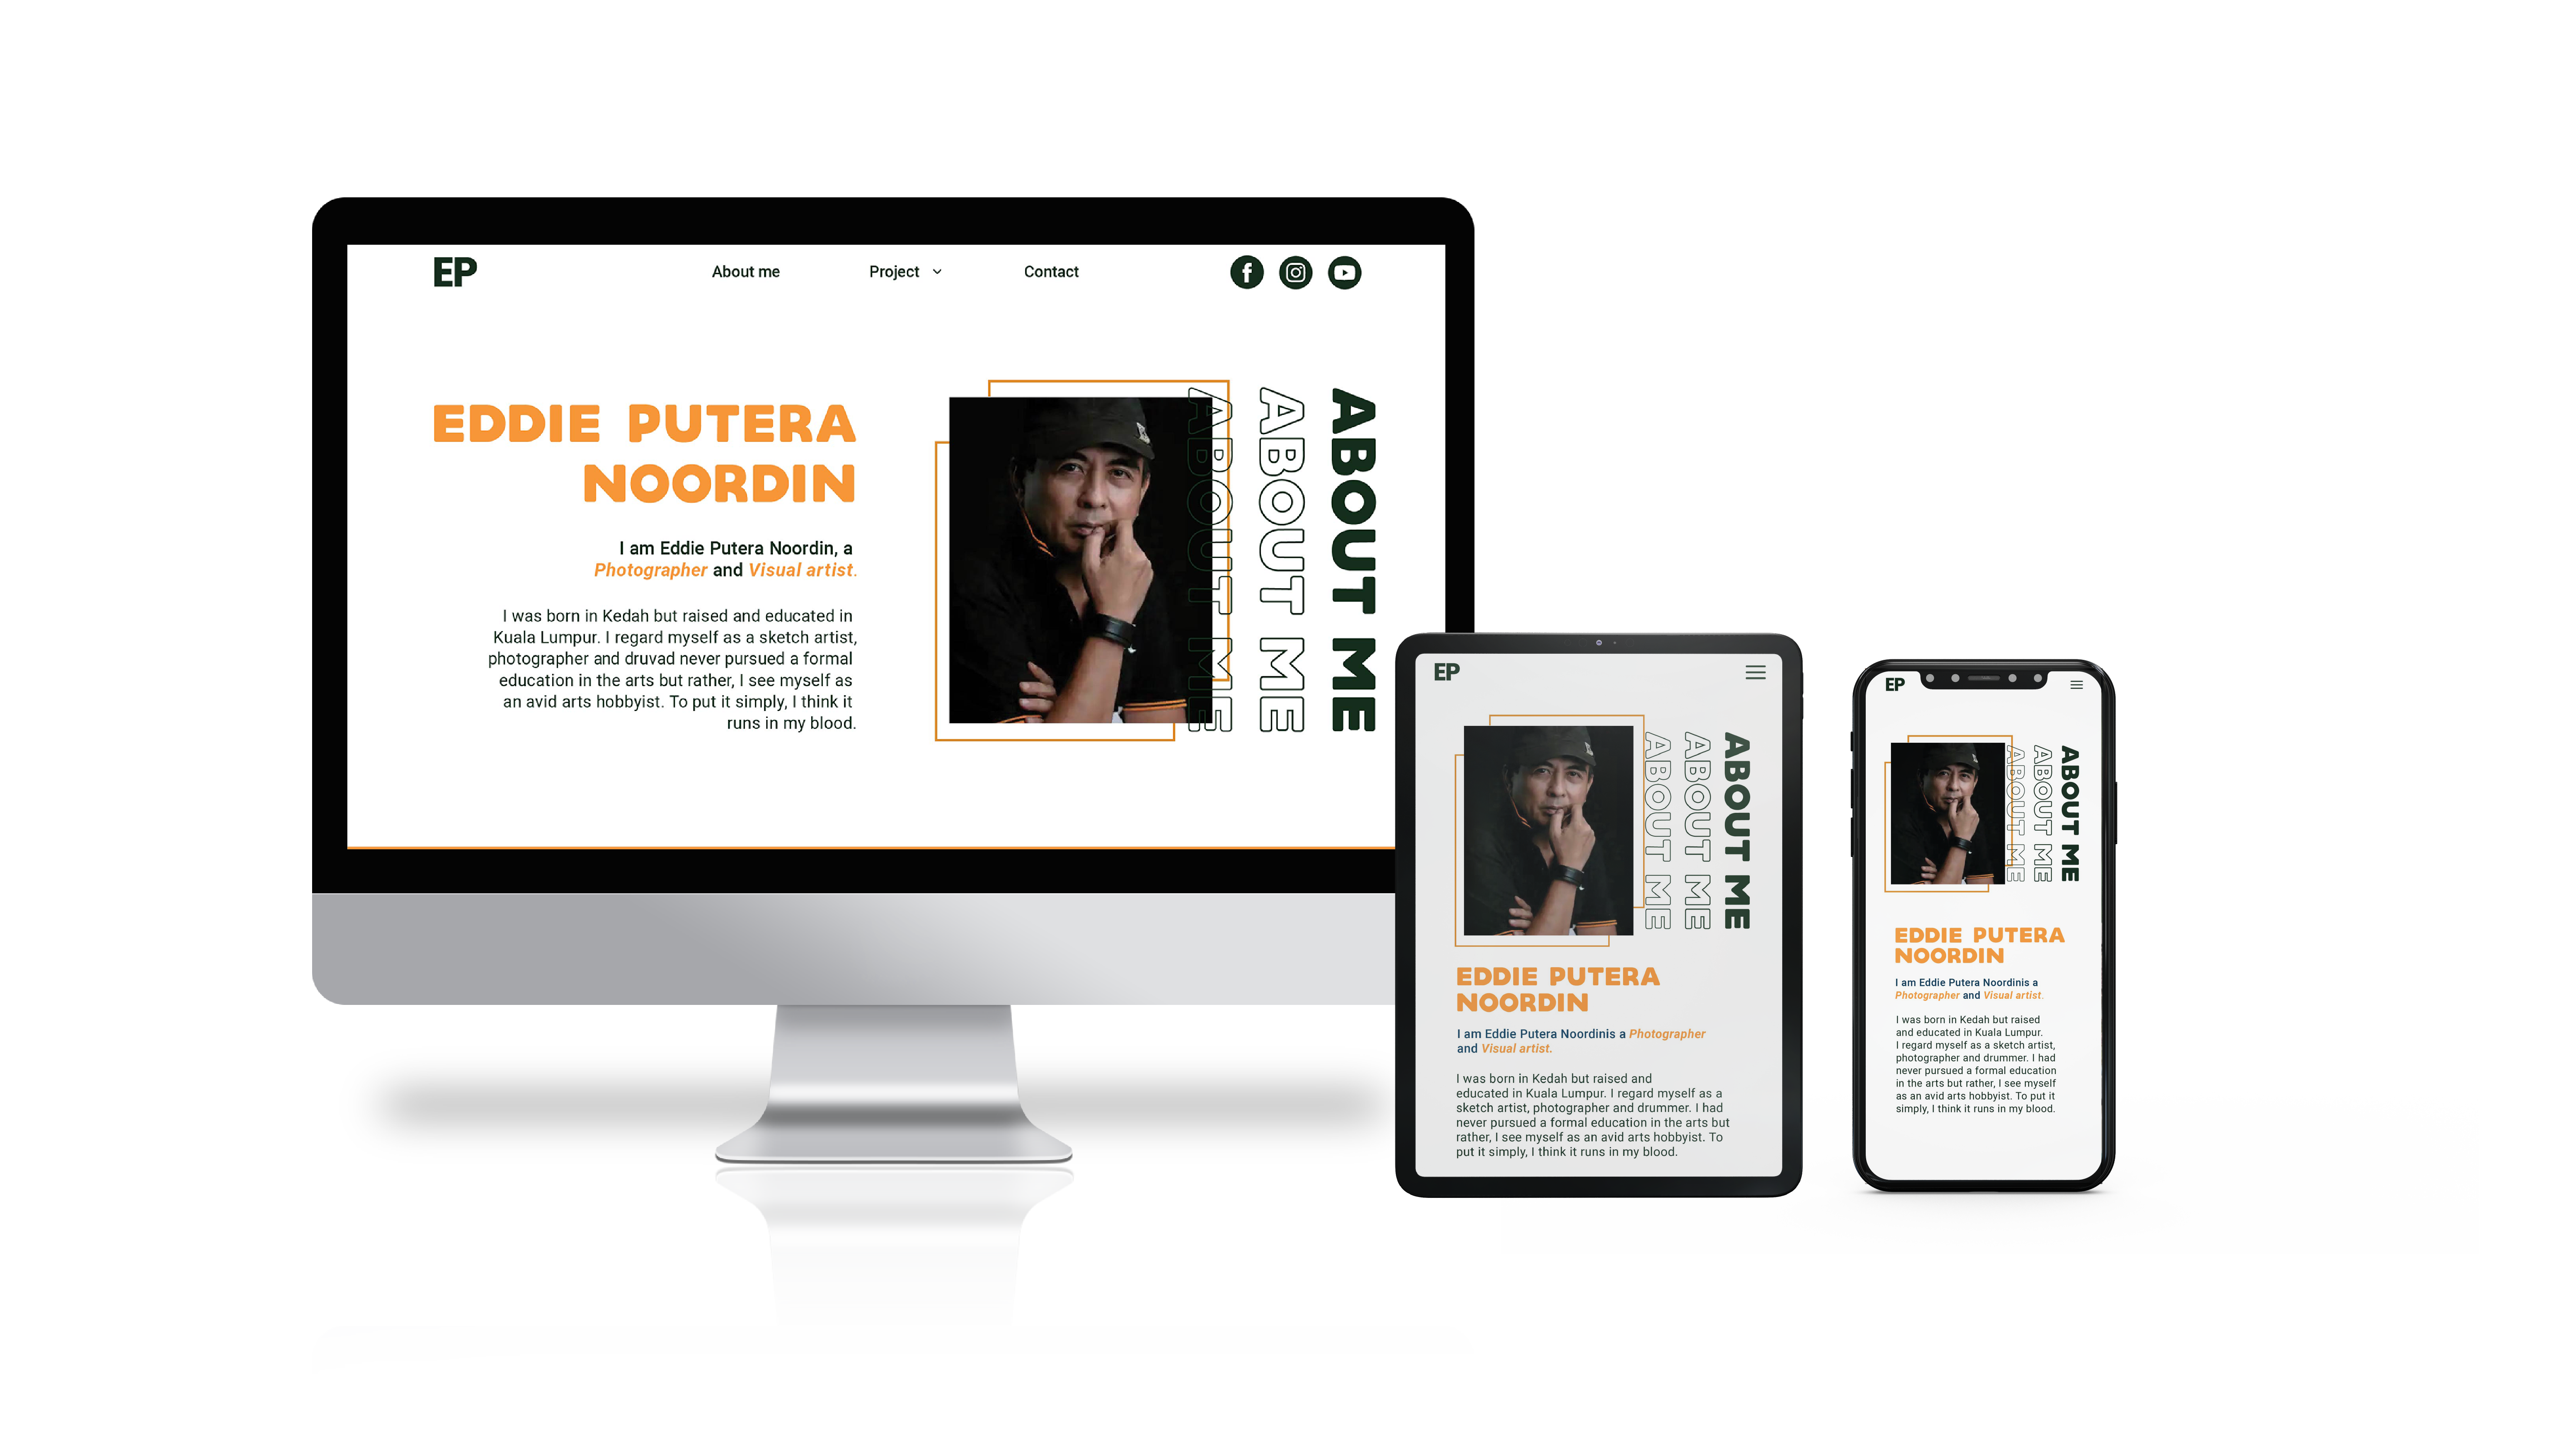 EP
About me
Project
Contact
EDDIE PUTERA
NOORDIN
I am Eddie Putera Noordin, a
Photographer and Visual artist.
I was born in Kedah but raised and educated in
Kuala Lumpur. I regard myself as a sketch artist,
photographer and druvad never pursued a formal
education in the arts but rather, I see myself as
an avid arts hobbyist. To put it simply, I think it
runs in my blood.
ABOUT ME
ABOUT ME
ABOUT ME
EP
ABOUT ME
ABOUT ME
ABOUT ME
EDDIE PUTERA
NOORDIN
I am Eddie Putera Noordinis a Photographer
and Visual artist.
I was born in Kedah but raised and
educated in Kuala Lumpur. I regard myself as a
sketch artist, photographer and drummer. I had
never pursued a formal education in the arts but
rather, I see myself as an avid arts hobbyist. To
put it simply, I think it runs in my blood.
EP
ABOUT ME
ABOUT ME
ABOUT ME
EDDIE PUTERA
NOORDIN
I am Eddie Putera Noordinis a
Photographer and Visual artist.
I was born in Kedah but raised
and educated in Kuala Lumpur.
I regard myself as a sketch artist,
photographer and drummer. I had
never pursued a formal education
in the arts but rather, I see myself
as an avid arts hobbyist. To put it
simply, I think it runs in my blood.